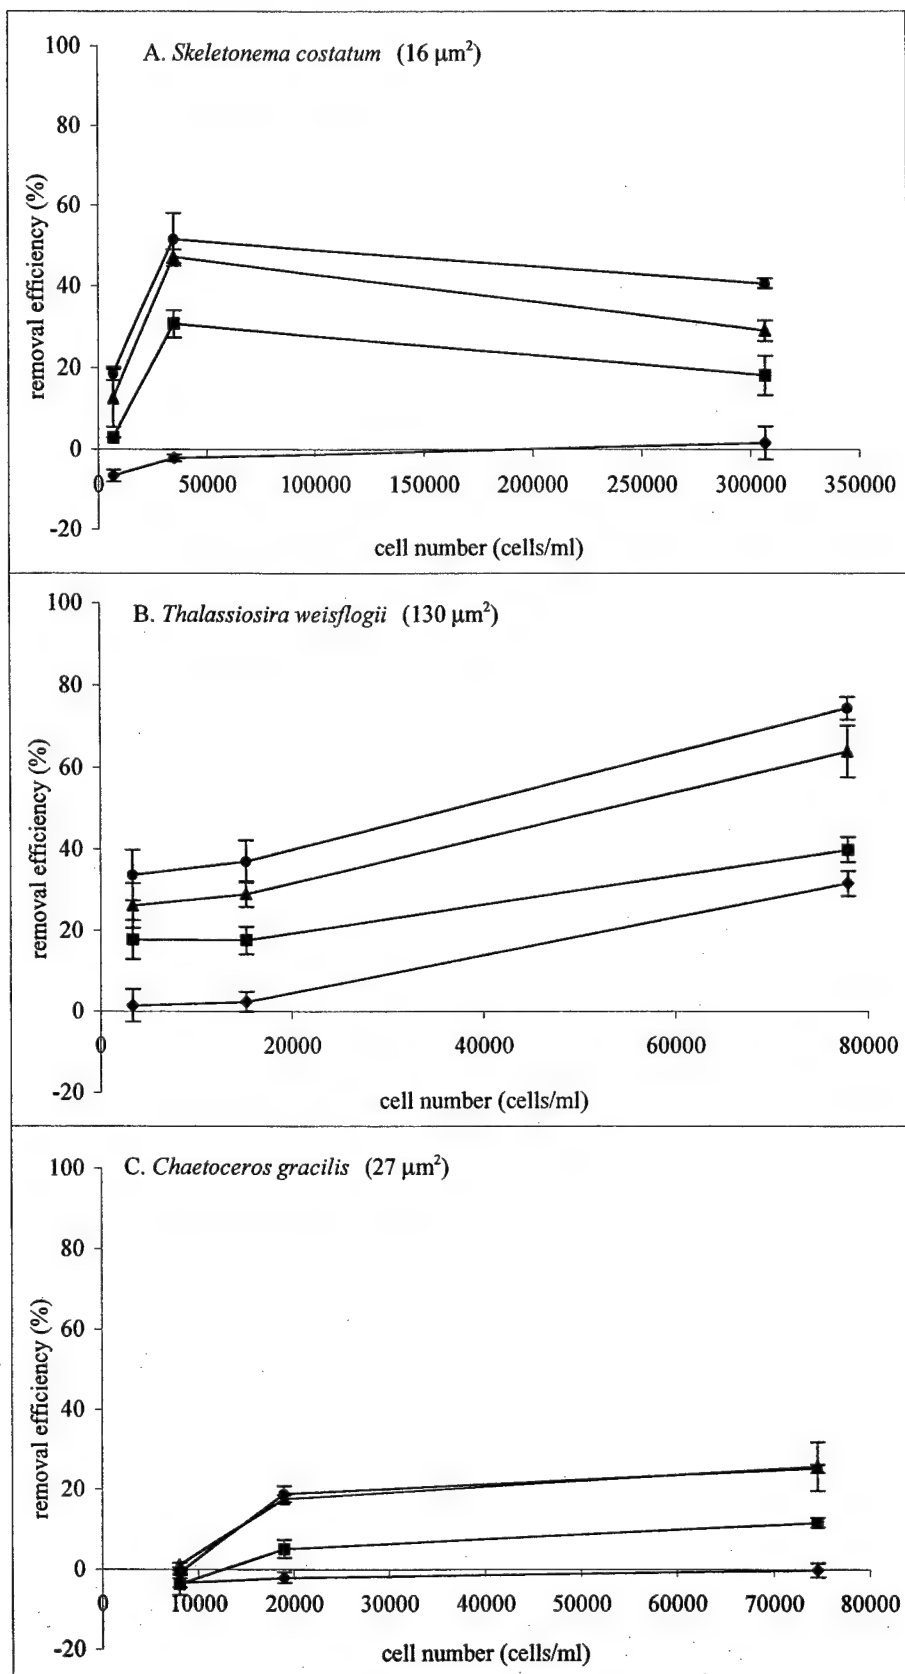 A. Skeletonema costatum (16 µm²)
100
80
60
40
20
0
-20
removal efficiency (%)
0 50000 100000 150000 200000 250000 300000 350000
cell number (cells/ml)
B. Thalassiosira weisflogii (130 µm²)
100
80
60
40
20
0
-20
removal efficiency (%)
0 20000 40000 60000 80000
cell number (cells/ml)
C. Chaetoceros gracilis (27 µm²)
100
80
60
40
20
0
-20
removal efficiency (%)
0 10000 20000 30000 40000 50000 60000 70000 80000
cell number (cells/ml)